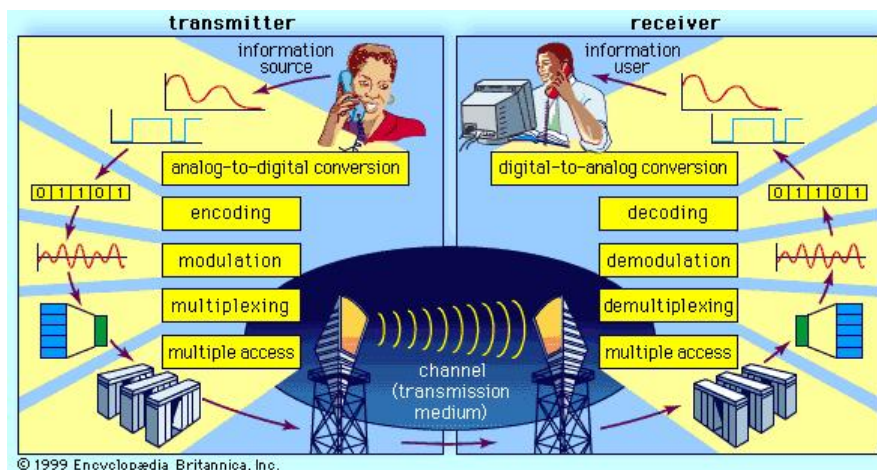 transmitter
information
source
analog-to-digital conversion
0 1 1 1 0 1
encoding
modulation
multiplexing
multiple access
channel
(transmission
medium)
receiver
information
user
digital-to-analog conversion
0 1 1 1 0 1
decoding
demodulation
demultiplexing
multiple access
© 1999 Encyclopædia Britannica, Inc.